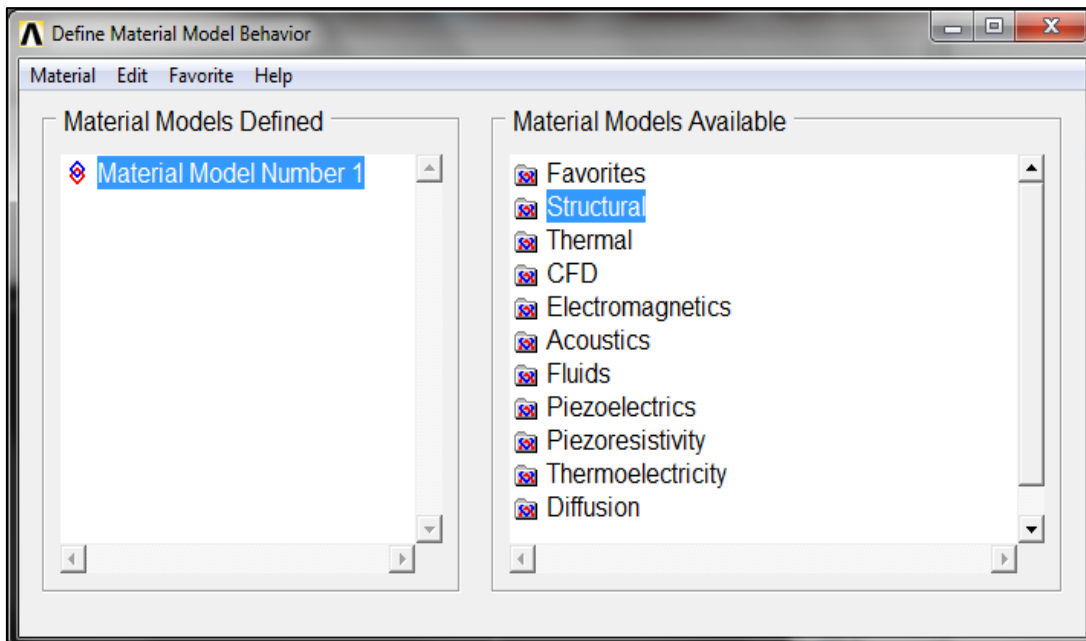 Define Material Model Behavior
Material Edit Favorite Help
Material Models Defined
Material Model Number 1
Material Models Available
Favorites
Structural
Thermal
CFD
Electromagnetics
Acoustics
Fluids
Piezoelectrics
Piezoresistivity
Thermoelectricity
Diffusion